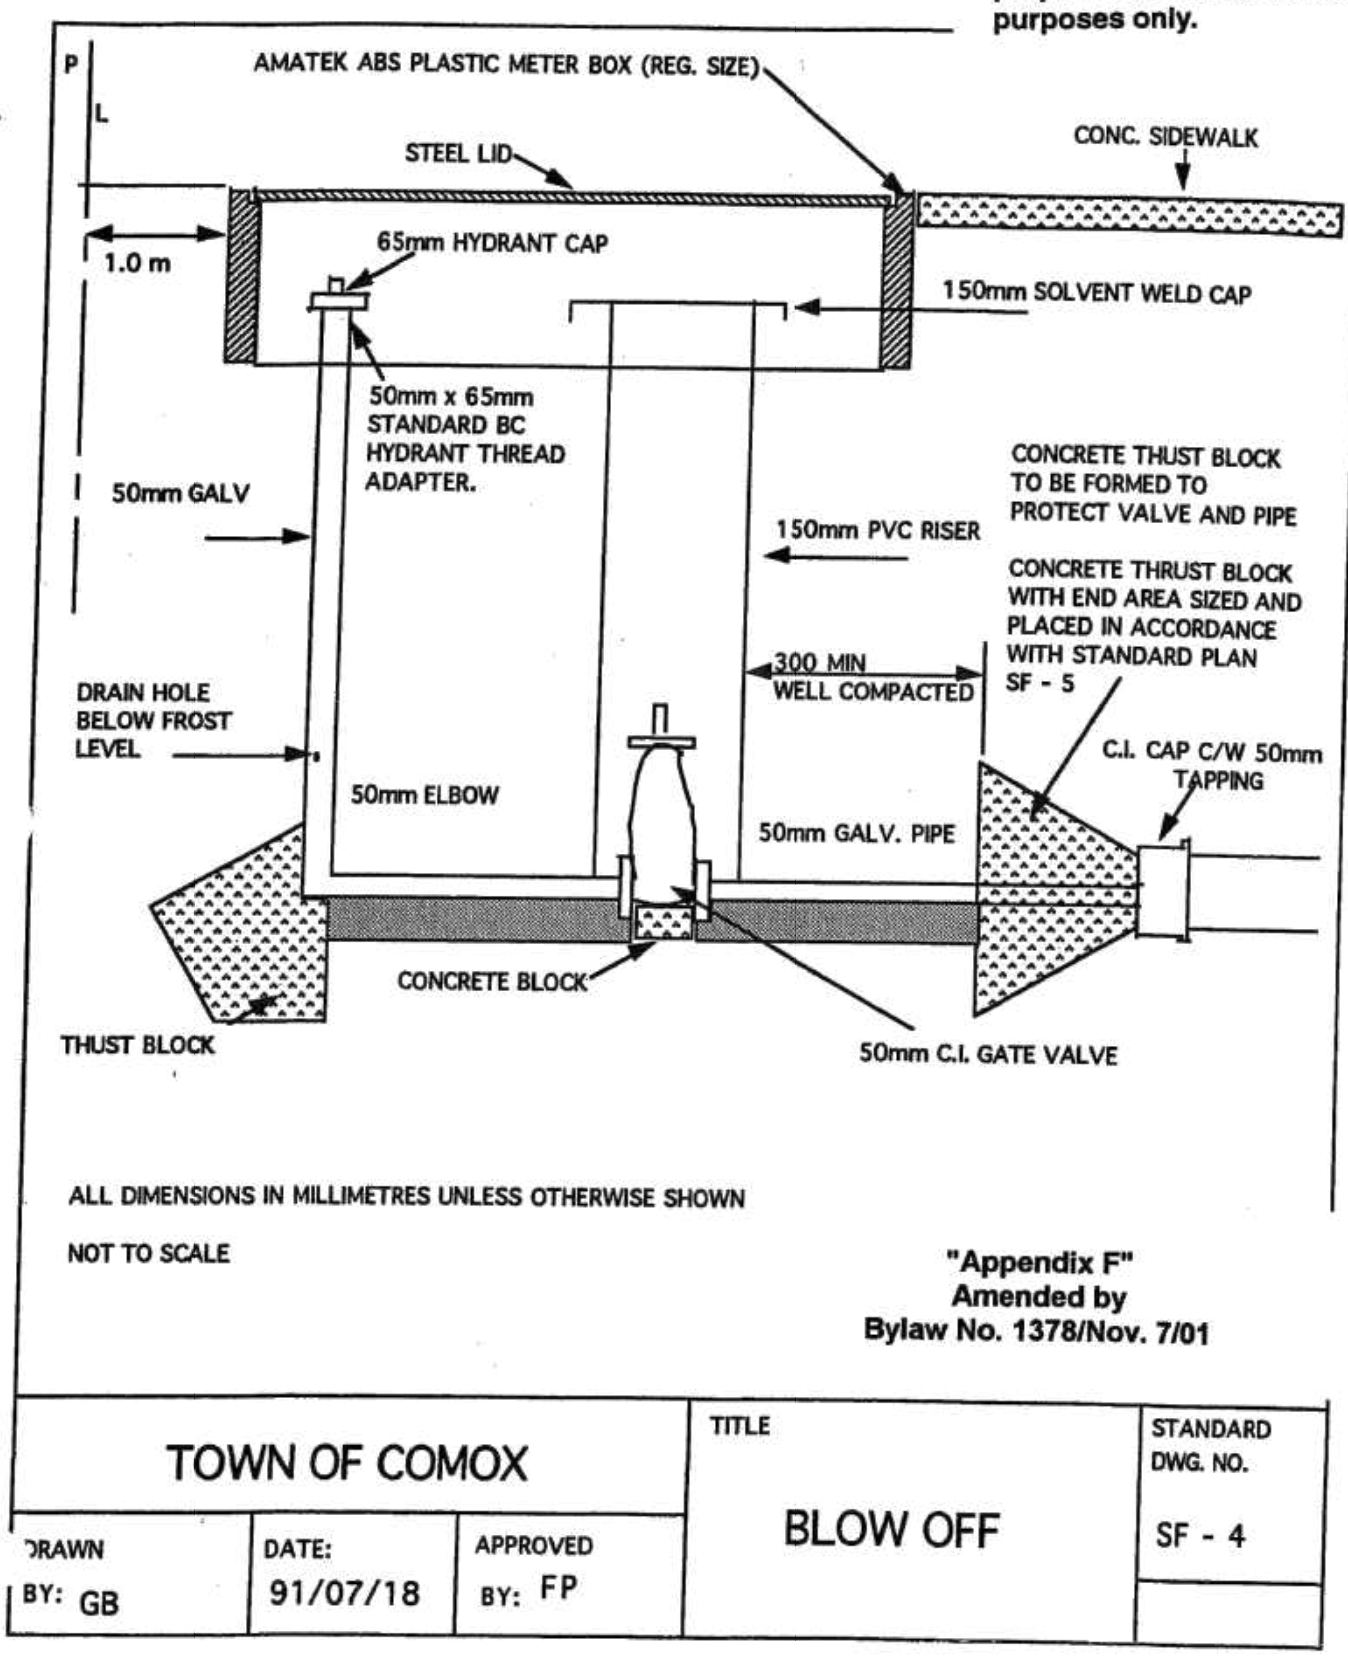 purposes only.
P
L
AMATEK ABS PLASTIC METER BOX (REG. SIZE)
CONC. SIDEWALK
STEEL LID
65mm HYDRANT CAP
1.0 m
150mm SOLVENT WELD CAP
50mm x 65mm
STANDARD BC
HYDRANT THREAD
ADAPTER.
CONCRETE THUST BLOCK
TO BE FORMED TO
PROTECT VALVE AND PIPE
50mm GALV
150mm PVC RISER
CONCRETE THRUST BLOCK
WITH END AREA SIZED AND
PLACED IN ACCORDANCE
WITH STANDARD PLAN
SF - 5
300 MIN
WELL COMPACTED
DRAIN HOLE
BELOW FROST
LEVEL
C.I. CAP C/W 50mm
TAPPING
50mm ELBOW
50mm GALV. PIPE
CONCRETE BLOCK
THUST BLOCK
50mm C.I. GATE VALVE
ALL DIMENSIONS IN MILLIMETRES UNLESS OTHERWISE SHOWN
NOT TO SCALE
"Appendix F"
Amended by
Bylaw No. 1378/Nov. 7/01
TOWN OF COMOX
TITLE
BLOW OFF
STANDARD
DWG. NO.
SF - 4
DRAWN
BY: GB
DATE:
91/07/18
APPROVED
BY: FP